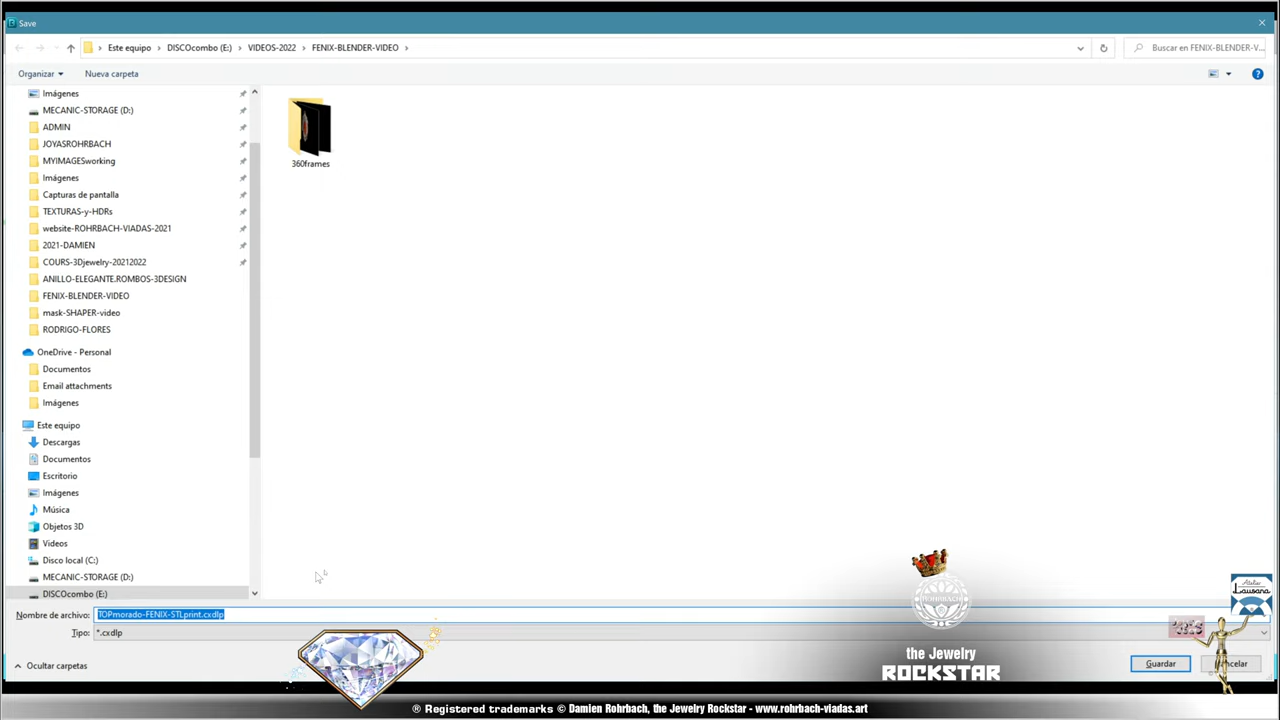 Save
Este equipo > DISCOcombo (E:) > VIDEOS-2022 > FENIX-BLENDER-VIDEO >
Buscar en FENIX-BLENDER-V...
Organizar
Nueva carpeta
Imágenes
MECANIC-STORAGE (D:)
ADMIN
JOYASROHRBACH
MYIMAGESworking
Imágenes
Capturas de pantalla
TEXTURAS-y-HDRs
website-ROHRBACH-VIADAS-2021
2021-DAMIEN
COURS-3Djewelry-20212022
ANILLO-ELEGANTE.ROMBOS-3DESIGN
FENIX-BLENDER-VIDEO
mask-SHAPER-video
RODRIGO-FLORES
OneDrive - Personal
Documentos
Email attachments
Imágenes
Este equipo
Descargas
Documentos
Escritorio
Imágenes
Música
Objetos 3D
Videos
Disco local (C:)
MECANIC-STORAGE (D:)
DISCOcombo (E:)
360frames
Nombre de archivo: TOPmorado-FENIX-STLprint.cxdlp
Tipo: *.cxdlp
Ocultar carpetas
Guardar
ROHRBACH
the Jewelry
ROCKSTAR
Atelier
Lausana
® Registered trademarks © Damien Rohrbach, the Jewelry Rockstar - www.rohrbach-viadas.art